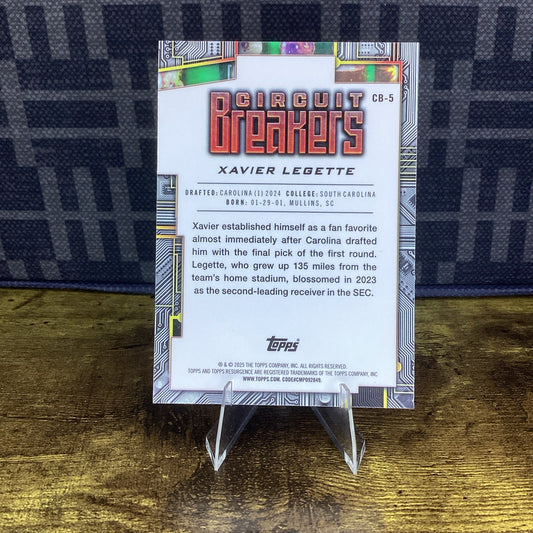 CIRCUIT
BREAKERS
CB-5
XAVIER LEGETTE
DRAFTED: CAROLINA (1) 2024 COLLEGE: SOUTH CAROLINA
BORN: 01-29-01, MULLINS, SC
Xavier established himself as a fan favorite
almost immediately after Carolina drafted
him with the final pick of the first round.
Legette, who grew up 135 miles from the
team's home stadium, blossomed in 2023
as the second-leading receiver in the SEC.
Topps
® & © 2025 THE TOPPS COMPANY, INC. ALL RIGHTS RESERVED.
TOPPS AND TOPPS RESURGENCE ARE REGISTERED TRADEMARKS OF THE TOPPS COMPANY, INC
WWW.TOPPS.COM. CODE#CMP092849.